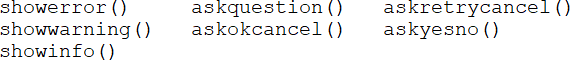 showerror()     askquestion()   askretrycancel()
showwarning()   askokcancel()   askyesno()
showinfo()